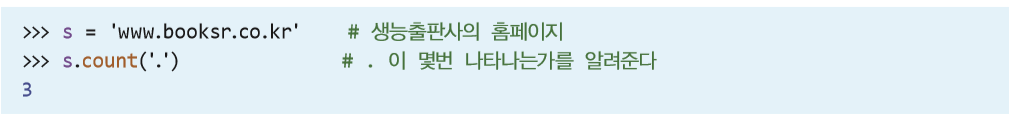 >>> s = 'www.booksr.co.kr'    # 생능출판사의 홈페이지
>>> s.count('.')              # . 이 몇번 나타나는가를 알려준다
3